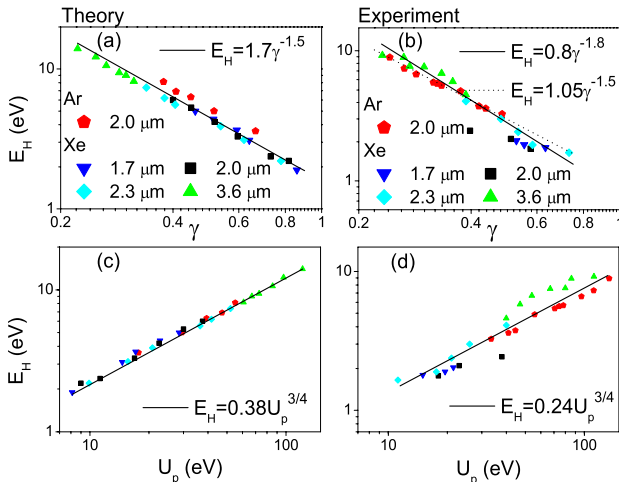 Theory
Experiment
(a)
E_H=1.7γ^-1.5
10
1
E_H (eV)
Ar
2.0 μm
Xe
1.7 μm
2.0 μm
2.3 μm
3.6 μm
0.2
0.4
0.6
0.8
1
γ
(b)
E_H=0.8γ^-1.8
E_H=1.05γ^-1.5
10
1
Ar
2.0 μm
Xe
1.7 μm
2.0 μm
2.3 μm
3.6 μm
0.2
0.4
0.6
0.8
1
γ
(c)
10
1
E_H (eV)
E_H=0.38U_p^3/4
10
100
U_p (eV)
(d)
10
1
E_H=0.24U_p^3/4
10
100
U_p (eV)